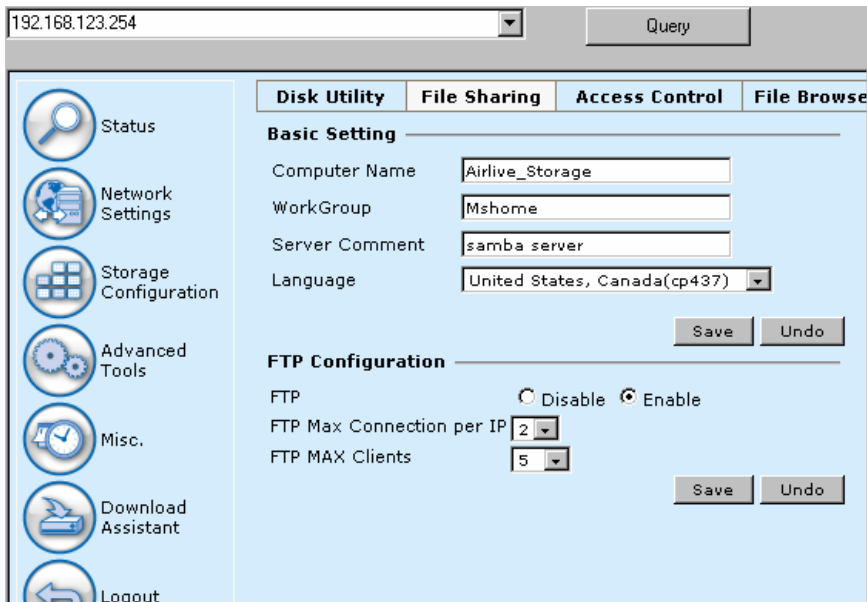 192.168.123.254
Query
Status
Network
Settings
Storage
Configuration
Advanced
Tools
Misc.
Download
Assistant
Logout
Disk Utility
File Sharing
Access Control
File Browse
Basic Setting
Computer Name
Airlive_Storage
WorkGroup
Mshome
Server Comment
samba server
Language
United States, Canada(cp437)
Save
Undo
FTP Configuration
FTP
Disable
Enable
FTP Max Connection per IP
2
FTP MAX Clients
5
Save
Undo